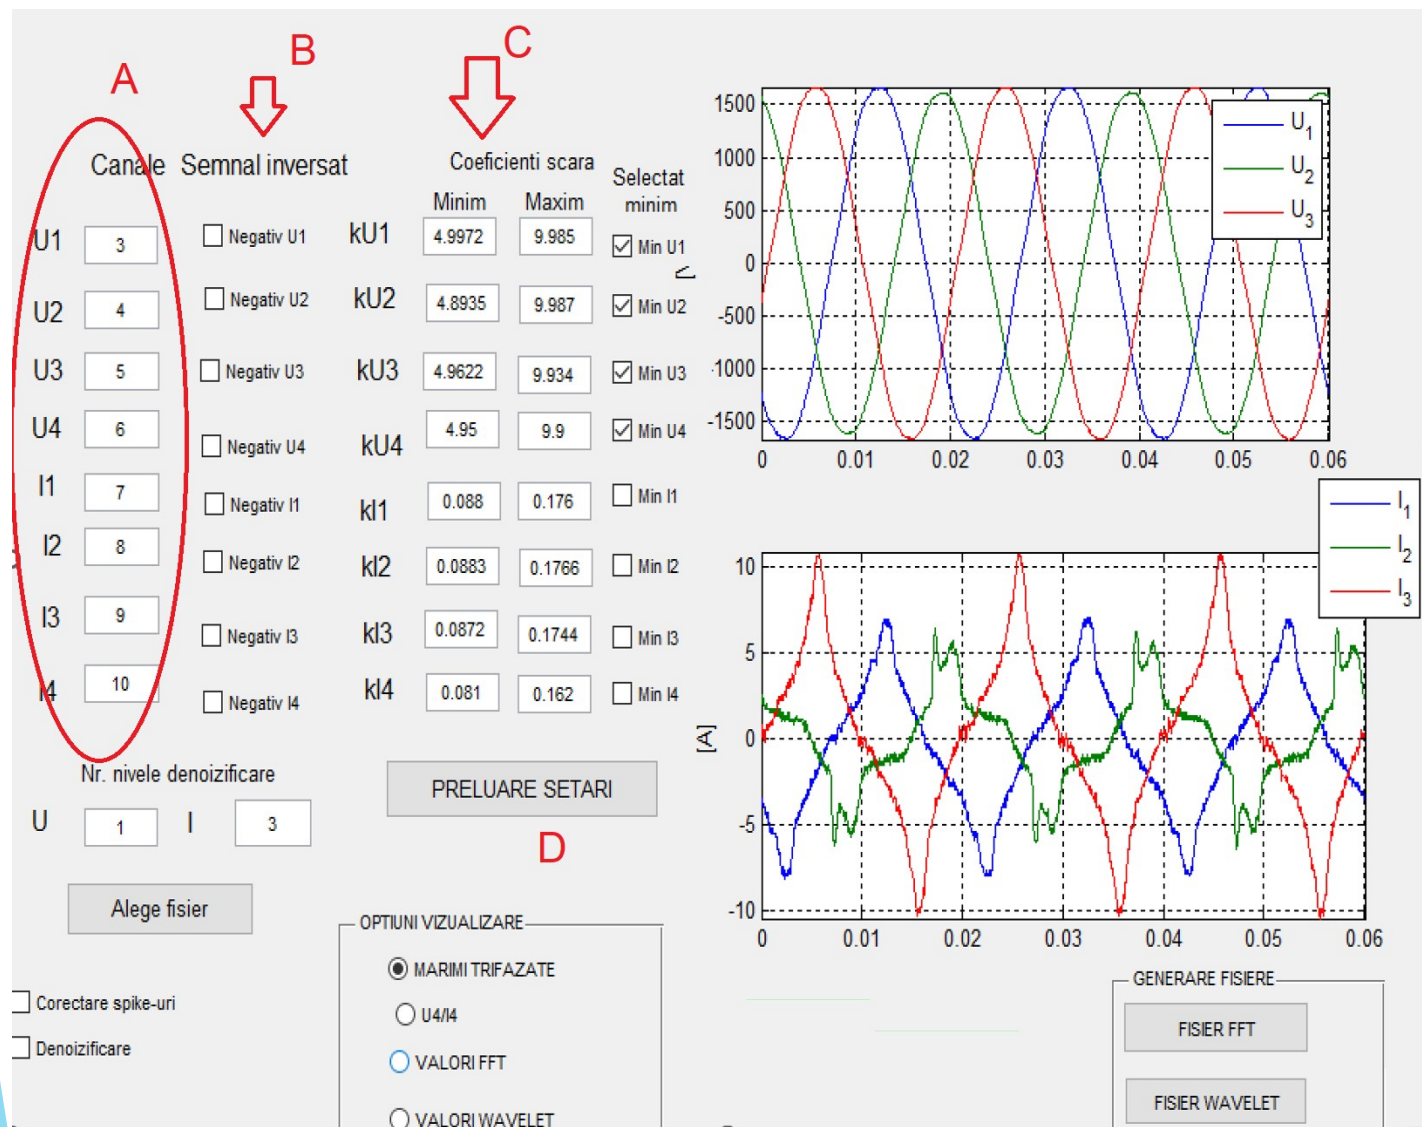 A
B
C
Canale
Semnal inversat
Coeficienti scara
Minim
Maxim
Selectat
minim
U1 3 Negativ U1 kU1 4.9972 9.985 Min U1
U2 4 Negativ U2 kU2 4.8935 9.987 Min U2
U3 5 Negativ U3 kU3 4.9622 9.934 Min U3
U4 6 Negativ U4 kU4 4.95 9.9 Min U4
I1 7 Negativ I1 kI1 0.088 0.176 Min I1
I2 8 Negativ I2 kI2 0.0883 0.1766 Min I2
I3 9 Negativ I3 kI3 0.0872 0.1744 Min I3
I4 10 Negativ I4 kI4 0.081 0.162 Min I4
Nr. nivele denoizificare
U 1 I 3
PRELUARE SETARI
D
Alege fisier
Corectare spike-uri
Denoizificare
OPTIUNI VIZUALIZARE
MARIMI TRIFAZATE
U4/I4
VALORI FFT
VALORI WAVELET
1500
1000
500
0
-500
-1000
-1500
0 0.01 0.02 0.03 0.04 0.05 0.06
U1
U2
U3
[A]
10
5
0
-5
-10
0 0.01 0.02 0.03 0.04 0.05 0.06
I1
I2
I3
GENERARE FISIERE
FISIER FFT
FISIER WAVELET